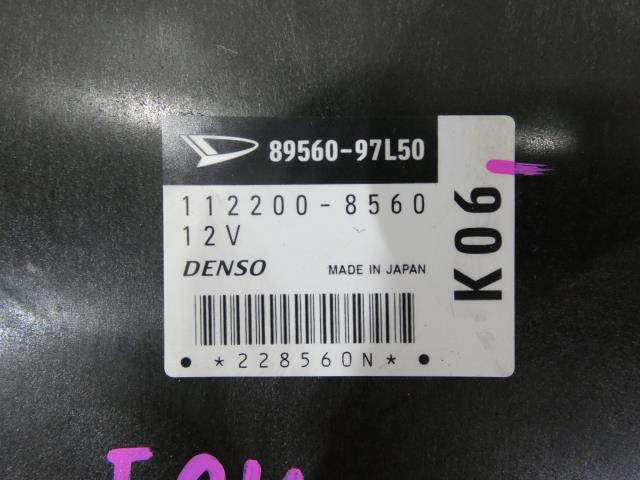 89560-97L50
112200-8560
12V
DENSO MADE IN JAPAN
*228560N*
K06